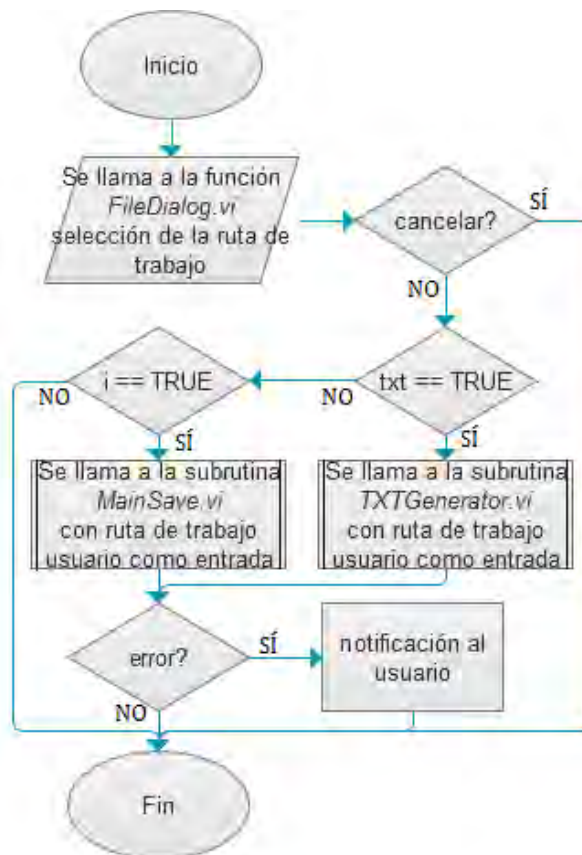 Inicio
Se llama a la función
FileDialog.vi
selección de la ruta de
trabajo
cancelar?
SÍ
NO
txt == TRUE
NO
SÍ
i == TRUE
NO
SÍ
Se llama a la subrutina
MainSave.vi
con ruta de trabajo
usuario como entrada
Se llama a la subrutina
TXTGenerator.vi
con ruta de trabajo
usuario como entrada
error?
SÍ
NO
notificación al
usuario
Fin